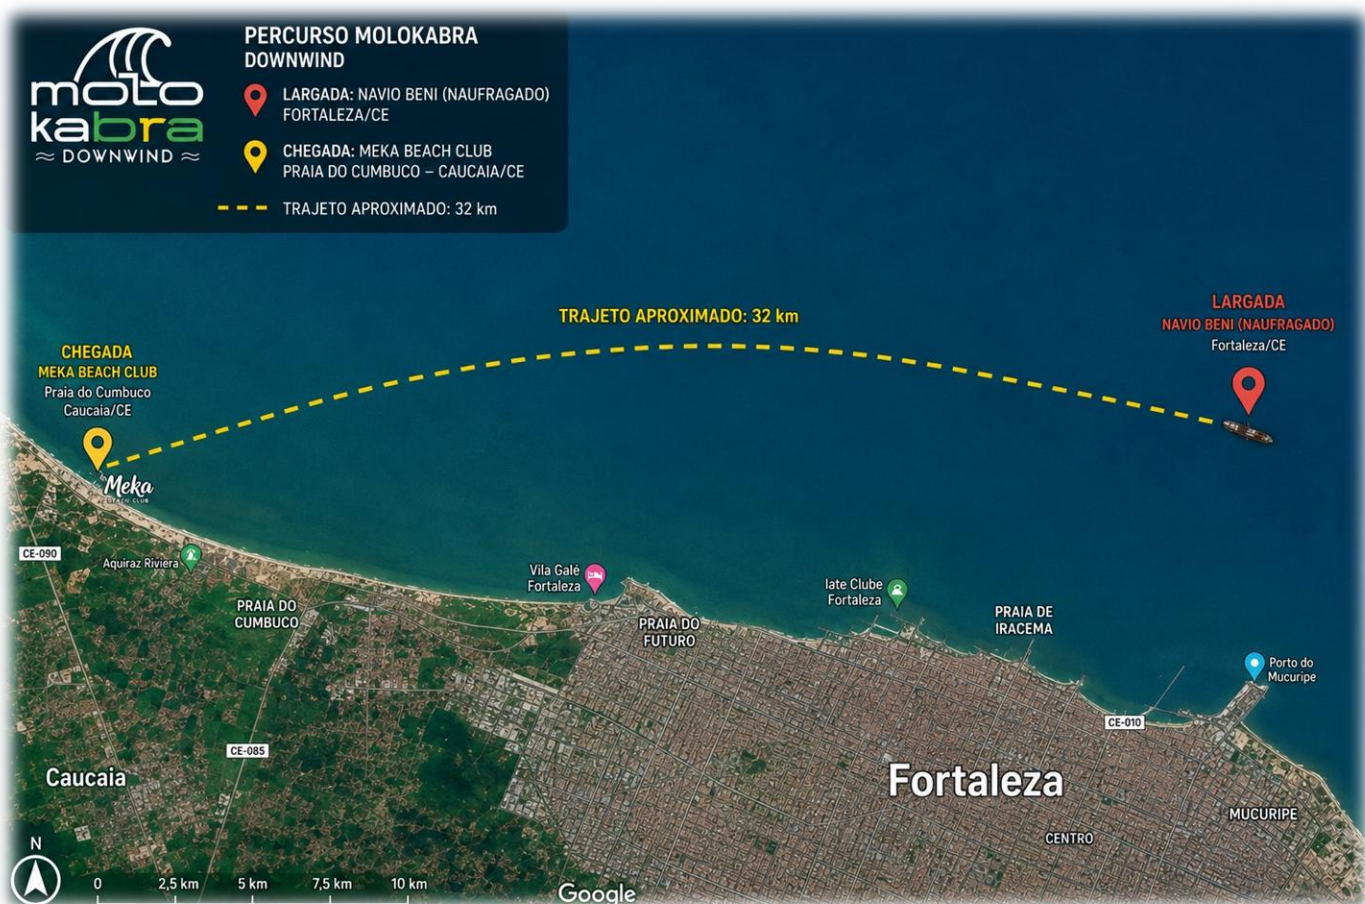 molo
kabra
≈ DOWNWIND ≈
PERCURSO MOLOKABRA
DOWNWIND
LARGADA: NAVIO BENI (NAUFRAGADO)
FORTALEZA/CE
CHEGADA: MEKA BEACH CLUB
PRAIA DO CUMBUCO – CAUCAIA/CE
TRAJETO APROXIMADO: 32 km
TRAJETO APROXIMADO: 32 km
LARGADA
NAVIO BENI (NAUFRAGADO)
Fortaleza/CE
CHEGADA
MEKA BEACH CLUB
Praia do Cumbuco
Caucaia/CE
Meka
BEACH CLUB
CE-090
Aquiraz Riviera
PRAIA DO
CUMBUCO
Vila Galé
Fortaleza
PRAIA DO
FUTURO
Iate Clube
Fortaleza
PRAIA DE
IRACEMA
Porto do
Mucuripe
CE-010
CE-085
Caucaia
Fortaleza
MUCURIPE
CENTRO
N
0 2,5 km 5 km 7,5 km 10 km
Google